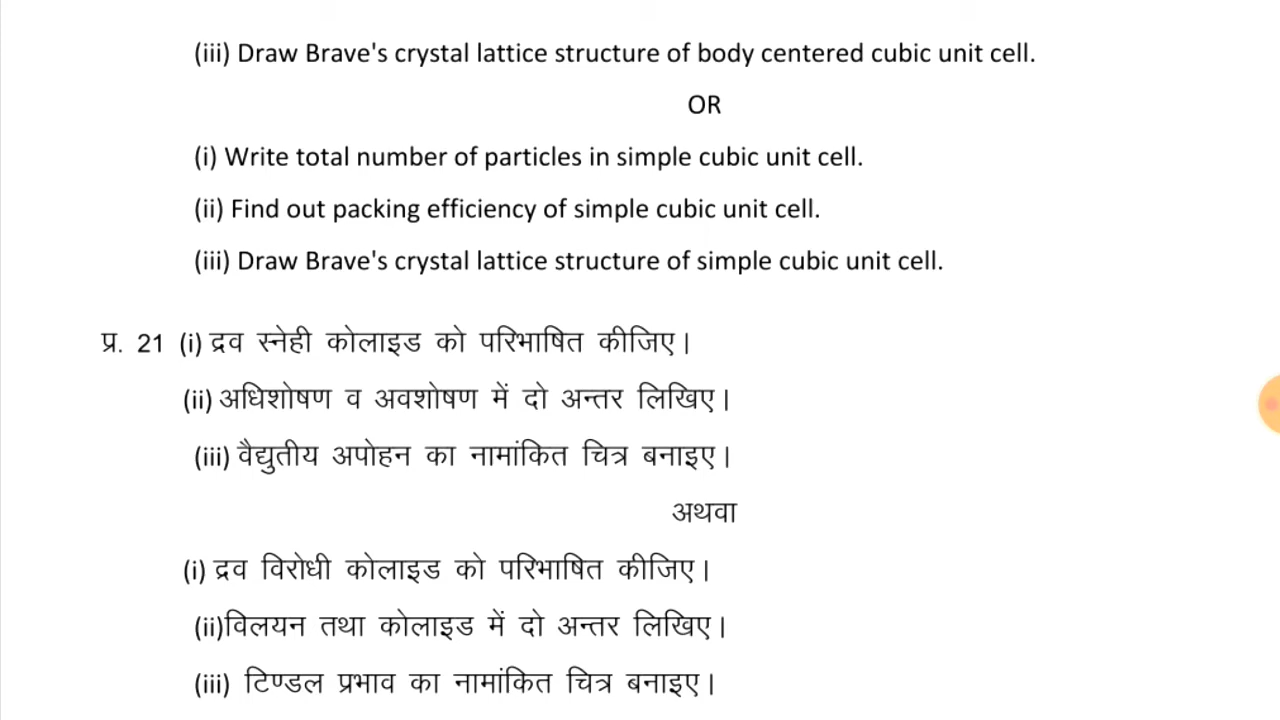 (iii) Draw Brave's crystal lattice structure of body centered cubic unit cell.
OR
(i) Write total number of particles in simple cubic unit cell.
(ii) Find out packing efficiency of simple cubic unit cell.
(iii) Draw Brave's crystal lattice structure of simple cubic unit cell.
प्र. 21 (i) द्रव स्नेही कोलाइड को परिभाषित कीजिए।
(ii) अधिशोषण व अवशोषण में दो अन्तर लिखिए।
(iii) वैद्युतीय अपोहन का नामांकित चित्र बनाइए।
अथवा
(i) द्रव विरोधी कोलाइड को परिभाषित कीजिए।
(ii)विलयन तथा कोलाइड में दो अन्तर लिखिए।
(iii) टिण्डल प्रभाव का नामांकित चित्र बनाइए।